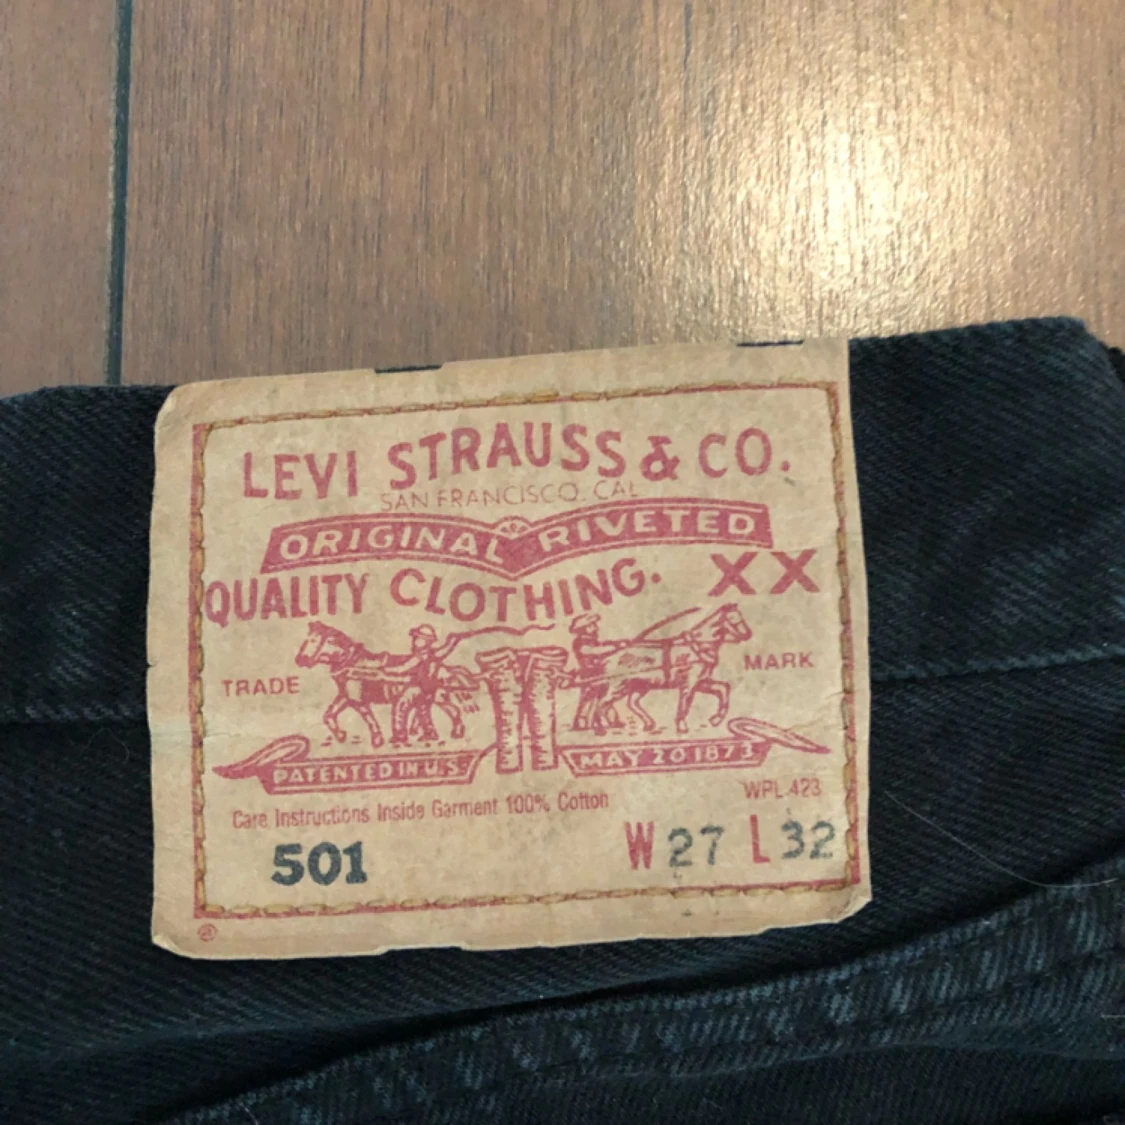 LEVI STRAUSS & CO.
SAN FRANCISCO. CAL
ORIGINAL RIVETED
QUALITY CLOTHING. XX
TRADE MARK
PATENTED IN U.S. MAY 20 1873
Care Instructions Inside Garment 100% Cotton WPL-423
501 W 27 L 32
®